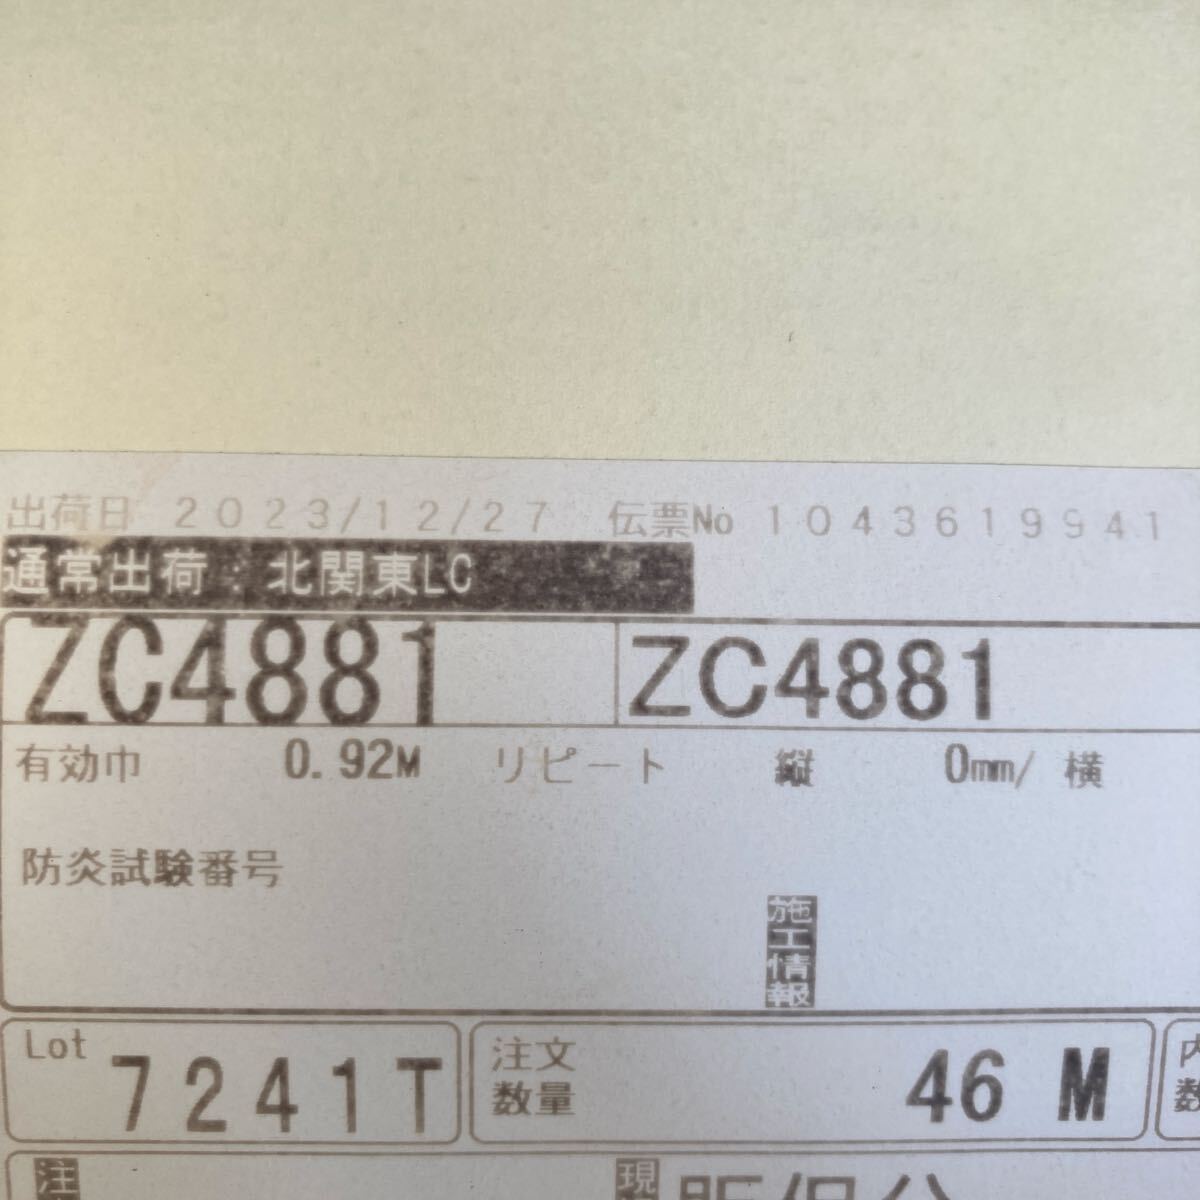 出荷日 2023/12/27 伝票No 1043619941
通常出荷 : 北関東LC
ZC4881 ZC4881
有効巾 0.92M リピート 縦 0mm/ 横
防炎試験番号
施工情報
Lot 7241T 注文数量 46 M